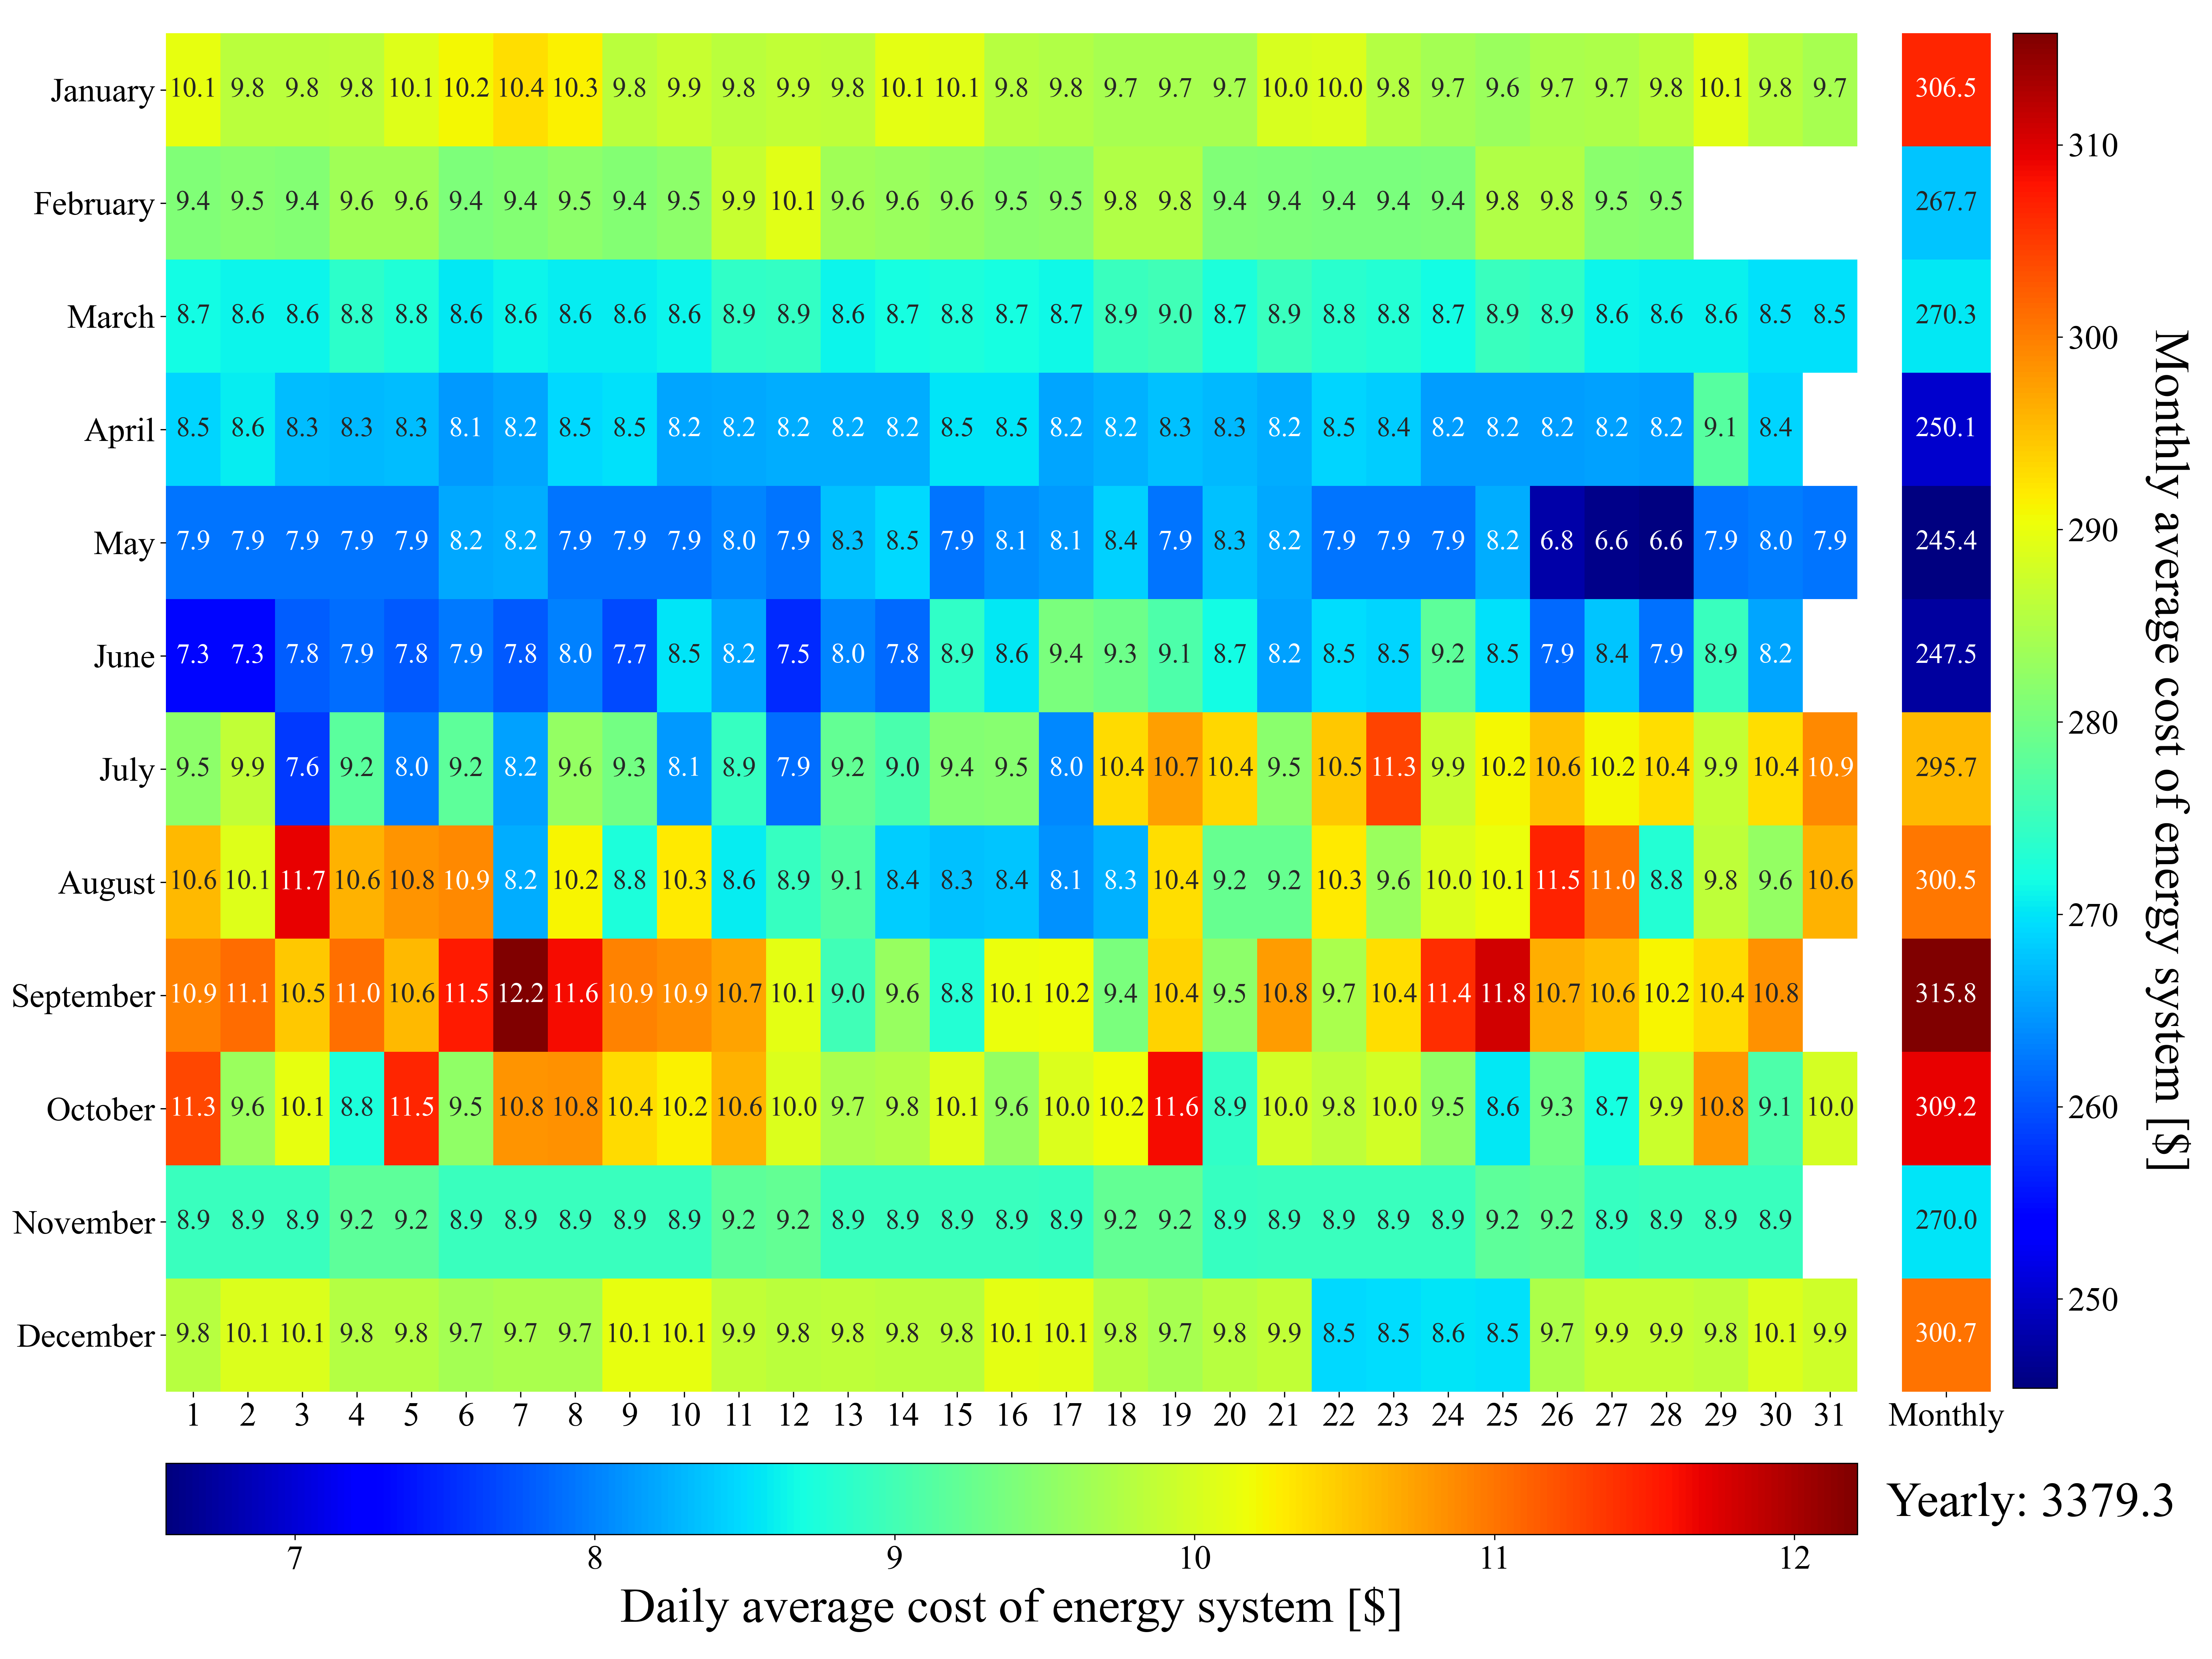 January 10.1 9.8 9.8 9.8 10.1 10.2 10.4 10.3 9.8 9.9 9.8 9.9 9.8 10.1 10.1 9.8 9.8 9.7 9.7 9.7 10.0 10.0 9.8 9.7 9.6 9.7 9.7 9.8 10.1 9.8 9.7 306.5
February 9.4 9.5 9.4 9.6 9.6 9.4 9.4 9.5 9.4 9.5 9.9 10.1 9.6 9.6 9.6 9.5 9.5 9.8 9.8 9.4 9.4 9.4 9.4 9.4 9.8 9.8 9.5 9.5 267.7
March 8.7 8.6 8.6 8.8 8.8 8.6 8.6 8.6 8.6 8.6 8.9 8.9 8.6 8.7 8.8 8.7 8.7 8.9 9.0 8.7 8.9 8.8 8.8 8.7 8.9 8.9 8.6 8.6 8.6 8.5 8.5 270.3
April 8.5 8.6 8.3 8.3 8.3 8.1 8.2 8.5 8.5 8.2 8.2 8.2 8.2 8.2 8.5 8.5 8.2 8.2 8.3 8.3 8.2 8.5 8.4 8.2 8.2 8.2 8.2 8.2 9.1 8.4 250.1
May 7.9 7.9 7.9 7.9 7.9 8.2 8.2 7.9 7.9 7.9 8.0 7.9 8.3 8.5 7.9 8.1 8.1 8.4 7.9 8.3 8.2 7.9 7.9 7.9 8.2 6.8 6.6 6.6 7.9 8.0 7.9 245.4
June 7.3 7.3 7.8 7.9 7.8 7.9 7.8 8.0 7.7 8.5 8.2 7.5 8.0 7.8 8.9 8.6 9.4 9.3 9.1 8.7 8.2 8.5 8.5 9.2 8.5 7.9 8.4 7.9 8.9 8.2 247.5
July 9.5 9.9 7.6 9.2 8.0 9.2 8.2 9.6 9.3 8.1 8.9 7.9 9.2 9.0 9.4 9.5 8.0 10.4 10.7 10.4 9.5 10.5 11.3 9.9 10.2 10.6 10.2 10.4 9.9 10.4 10.9 295.7
August 10.6 10.1 11.7 10.6 10.8 10.9 8.2 10.2 8.8 10.3 8.6 8.9 9.1 8.4 8.3 8.4 8.1 8.3 10.4 9.2 9.2 10.3 9.6 10.0 10.1 11.5 11.0 8.8 9.8 9.6 10.6 300.5
September 10.9 11.1 10.5 11.0 10.6 11.5 12.2 11.6 10.9 10.9 10.7 10.1 9.0 9.6 8.8 10.1 10.2 9.4 10.4 9.5 10.8 9.7 10.4 11.4 11.8 10.7 10.6 10.2 10.4 10.8 315.8
October 11.3 9.6 10.1 8.8 11.5 9.5 10.8 10.8 10.4 10.2 10.6 10.0 9.7 9.8 10.1 9.6 10.0 10.2 11.6 8.9 10.0 9.8 10.0 9.5 8.6 9.3 8.7 9.9 10.8 9.1 10.0 309.2
November 8.9 8.9 8.9 9.2 9.2 8.9 8.9 8.9 8.9 8.9 9.2 9.2 8.9 8.9 8.9 8.9 8.9 9.2 9.2 8.9 8.9 8.9 8.9 8.9 9.2 9.2 8.9 8.9 8.9 8.9 270.0
December 9.8 10.1 10.1 9.8 9.8 9.7 9.7 9.7 10.1 10.1 9.9 9.8 9.8 9.8 9.8 10.1 10.1 9.8 9.7 9.8 9.9 8.5 8.5 8.6 8.5 9.7 9.9 9.9 9.8 10.1 9.9 300.7
1 2 3 4 5 6 7 8 9 10 11 12 13 14 15 16 17 18 19 20 21 22 23 24 25 26 27 28 29 30 31 Monthly
310
300
290
280
270
260
250
Monthly average cost of energy system [$]
7 8 9 10 11 12
Daily average cost of energy system [$]
Yearly: 3379.3